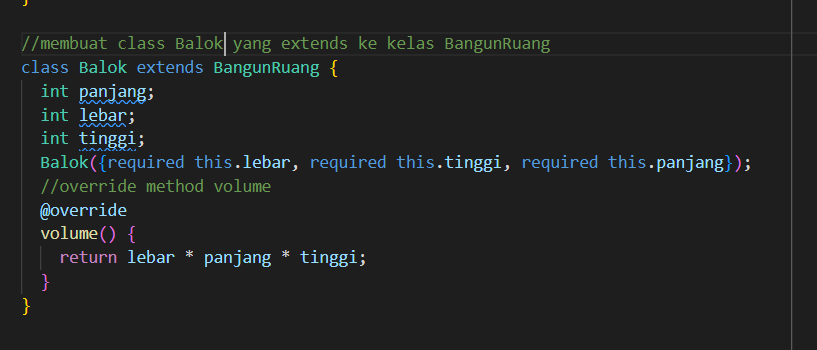 }
//membuat class Balok yang extends ke kelas BangunRuang
class Balok extends BangunRuang {
int panjang;
int lebar;
int tinggi;
Balok({required this.lebar, required this.tinggi, required this.panjang});
//override method volume
@override
volume() {
return lebar * panjang * tinggi;
}
}